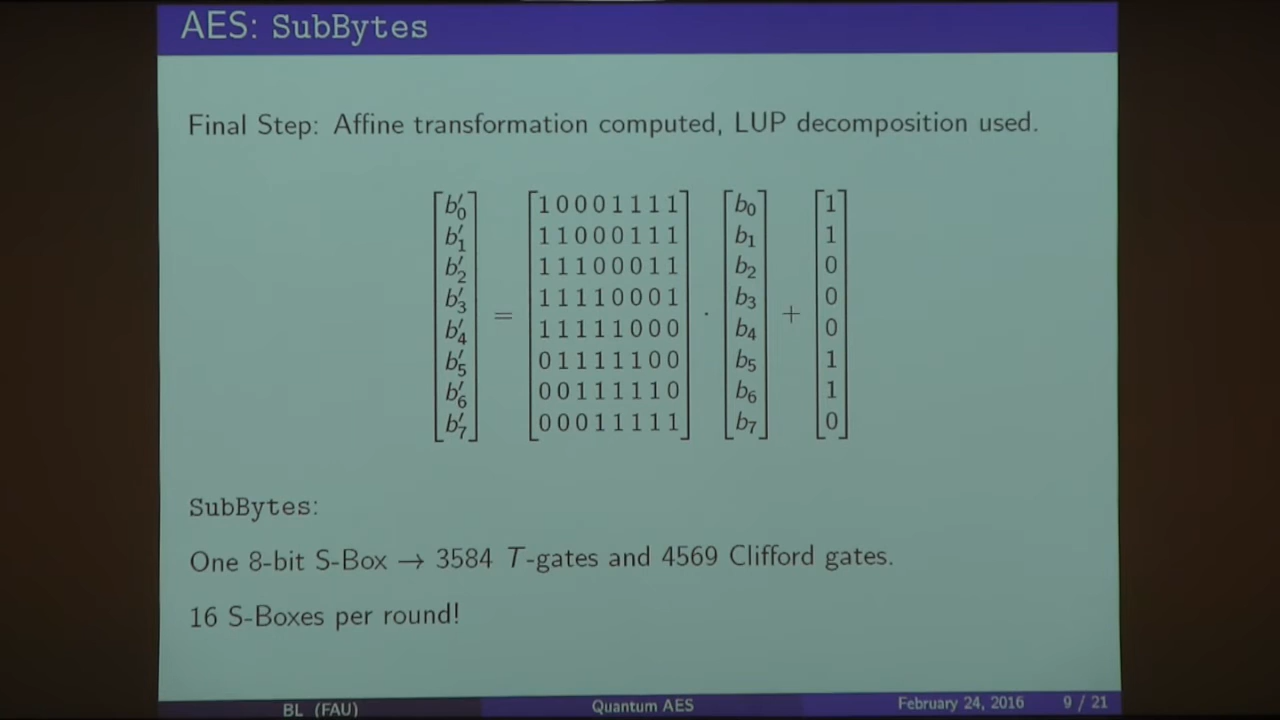 AES: SubBytes
Final Step: Affine transformation computed, LUP decomposition used.
b′0 1 0 0 0 1 1 1 1 b0 1
b′1 1 1 0 0 0 1 1 1 b1 1
b′2 1 1 1 0 0 0 1 1 b2 0
b′3 1 1 1 1 0 0 0 1 b3 0
= · +
b′4 1 1 1 1 1 0 0 0 b4 0
b′5 0 1 1 1 1 1 0 0 b5 1
b′6 0 0 1 1 1 1 1 0 b6 1
b′7 0 0 0 1 1 1 1 1 b7 0
SubBytes:
One 8-bit S-Box → 3584 T-gates and 4569 Clifford gates.
16 S-Boxes per round!
BL (FAU) Quantum AES February 24, 2016 9 / 21